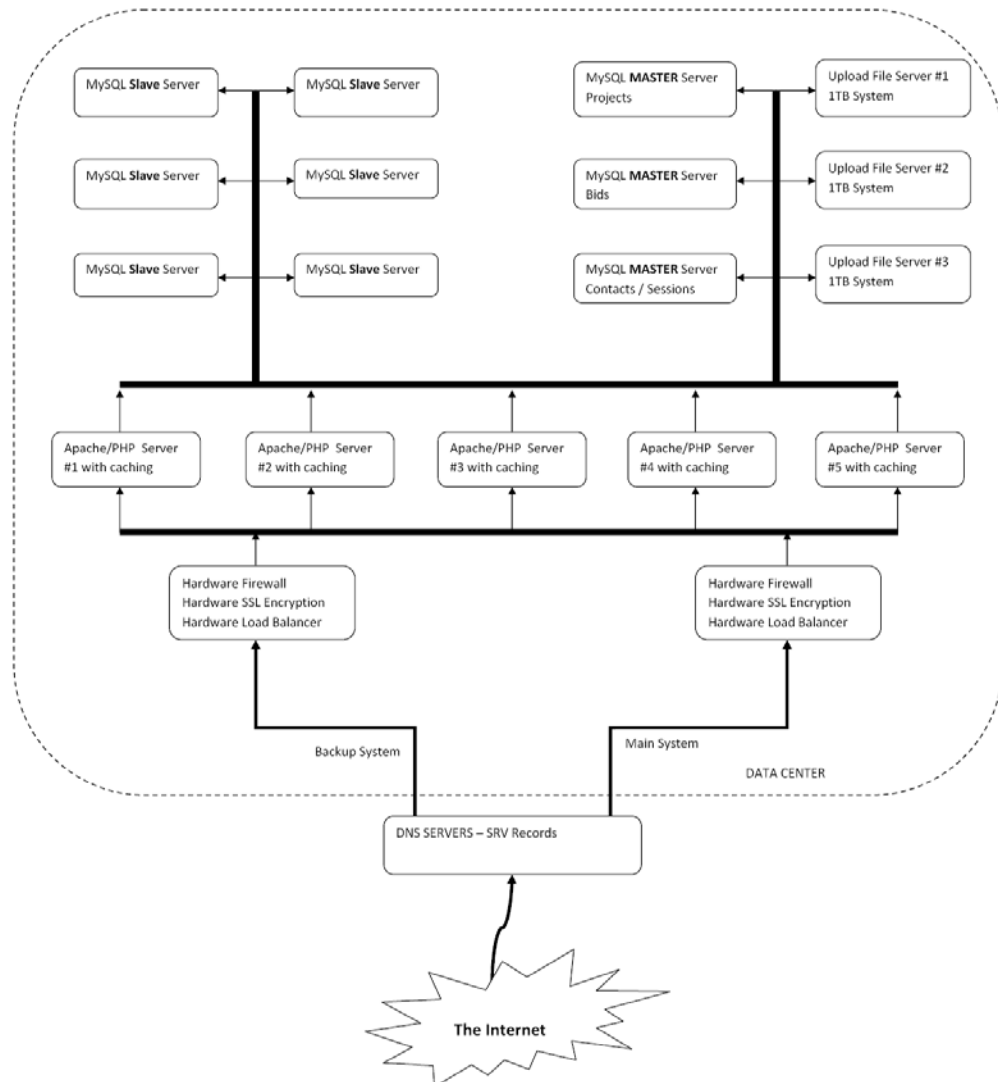 MySQL Slave Server
MySQL Slave Server
MySQL MASTER Server
Projects
Upload File Server #1
1TB System
MySQL Slave Server
MySQL Slave Server
MySQL MASTER Server
Bids
Upload File Server #2
1TB System
MySQL Slave Server
MySQL Slave Server
MySQL MASTER Server
Contacts / Sessions
Upload File Server #3
1TB System
Apache/PHP Server
#1 with caching
Apache/PHP Server
#2 with caching
Apache/PHP Server
#3 with caching
Apache/PHP Server
#4 with caching
Apache/PHP Server
#5 with caching
Hardware Firewall
Hardware SSL Encryption
Hardware Load Balancer
Hardware Firewall
Hardware SSL Encryption
Hardware Load Balancer
Backup System
Main System
DATA CENTER
DNS SERVERS – SRV Records
The Internet